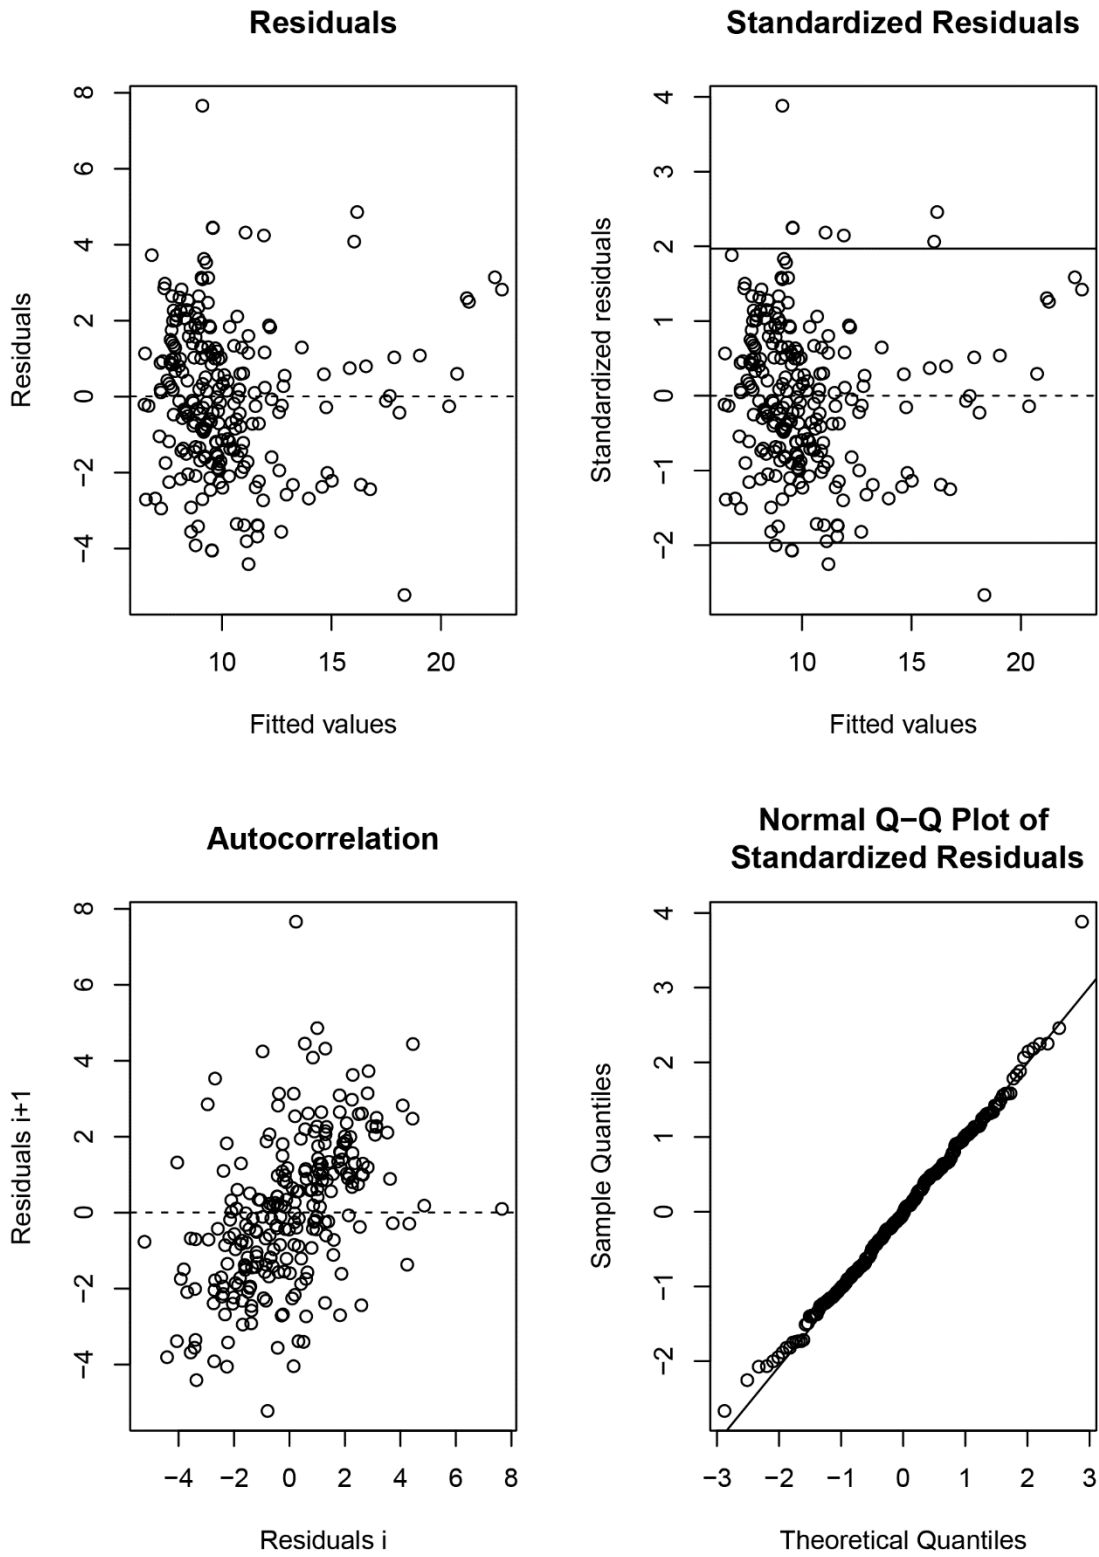 Residuals
Residuals
8
6
4
2
0
−2
−4
10 15 20
Fitted values
Standardized Residuals
Standardized residuals
4
3
2
1
0
−1
−2
10 15 20
Fitted values
Autocorrelation
Residuals i+1
8
6
4
2
0
−2
−4
−4 −2 0 2 4 6 8
Residuals i
Normal Q−Q Plot of
Standardized Residuals
Sample Quantiles
4
3
2
1
0
−1
−2
−3 −2 −1 0 1 2 3
Theoretical Quantiles